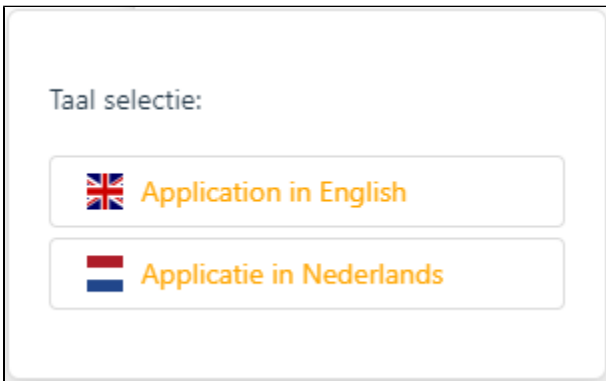 Taal selectie:
Application in English
Applicatie in Nederlands